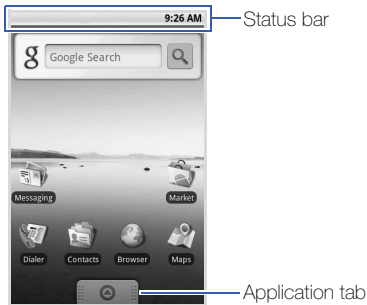 9:26 AM
Status bar
g Google Search
Messaging
Market
Dialer Contacts Browser Maps
Application tab